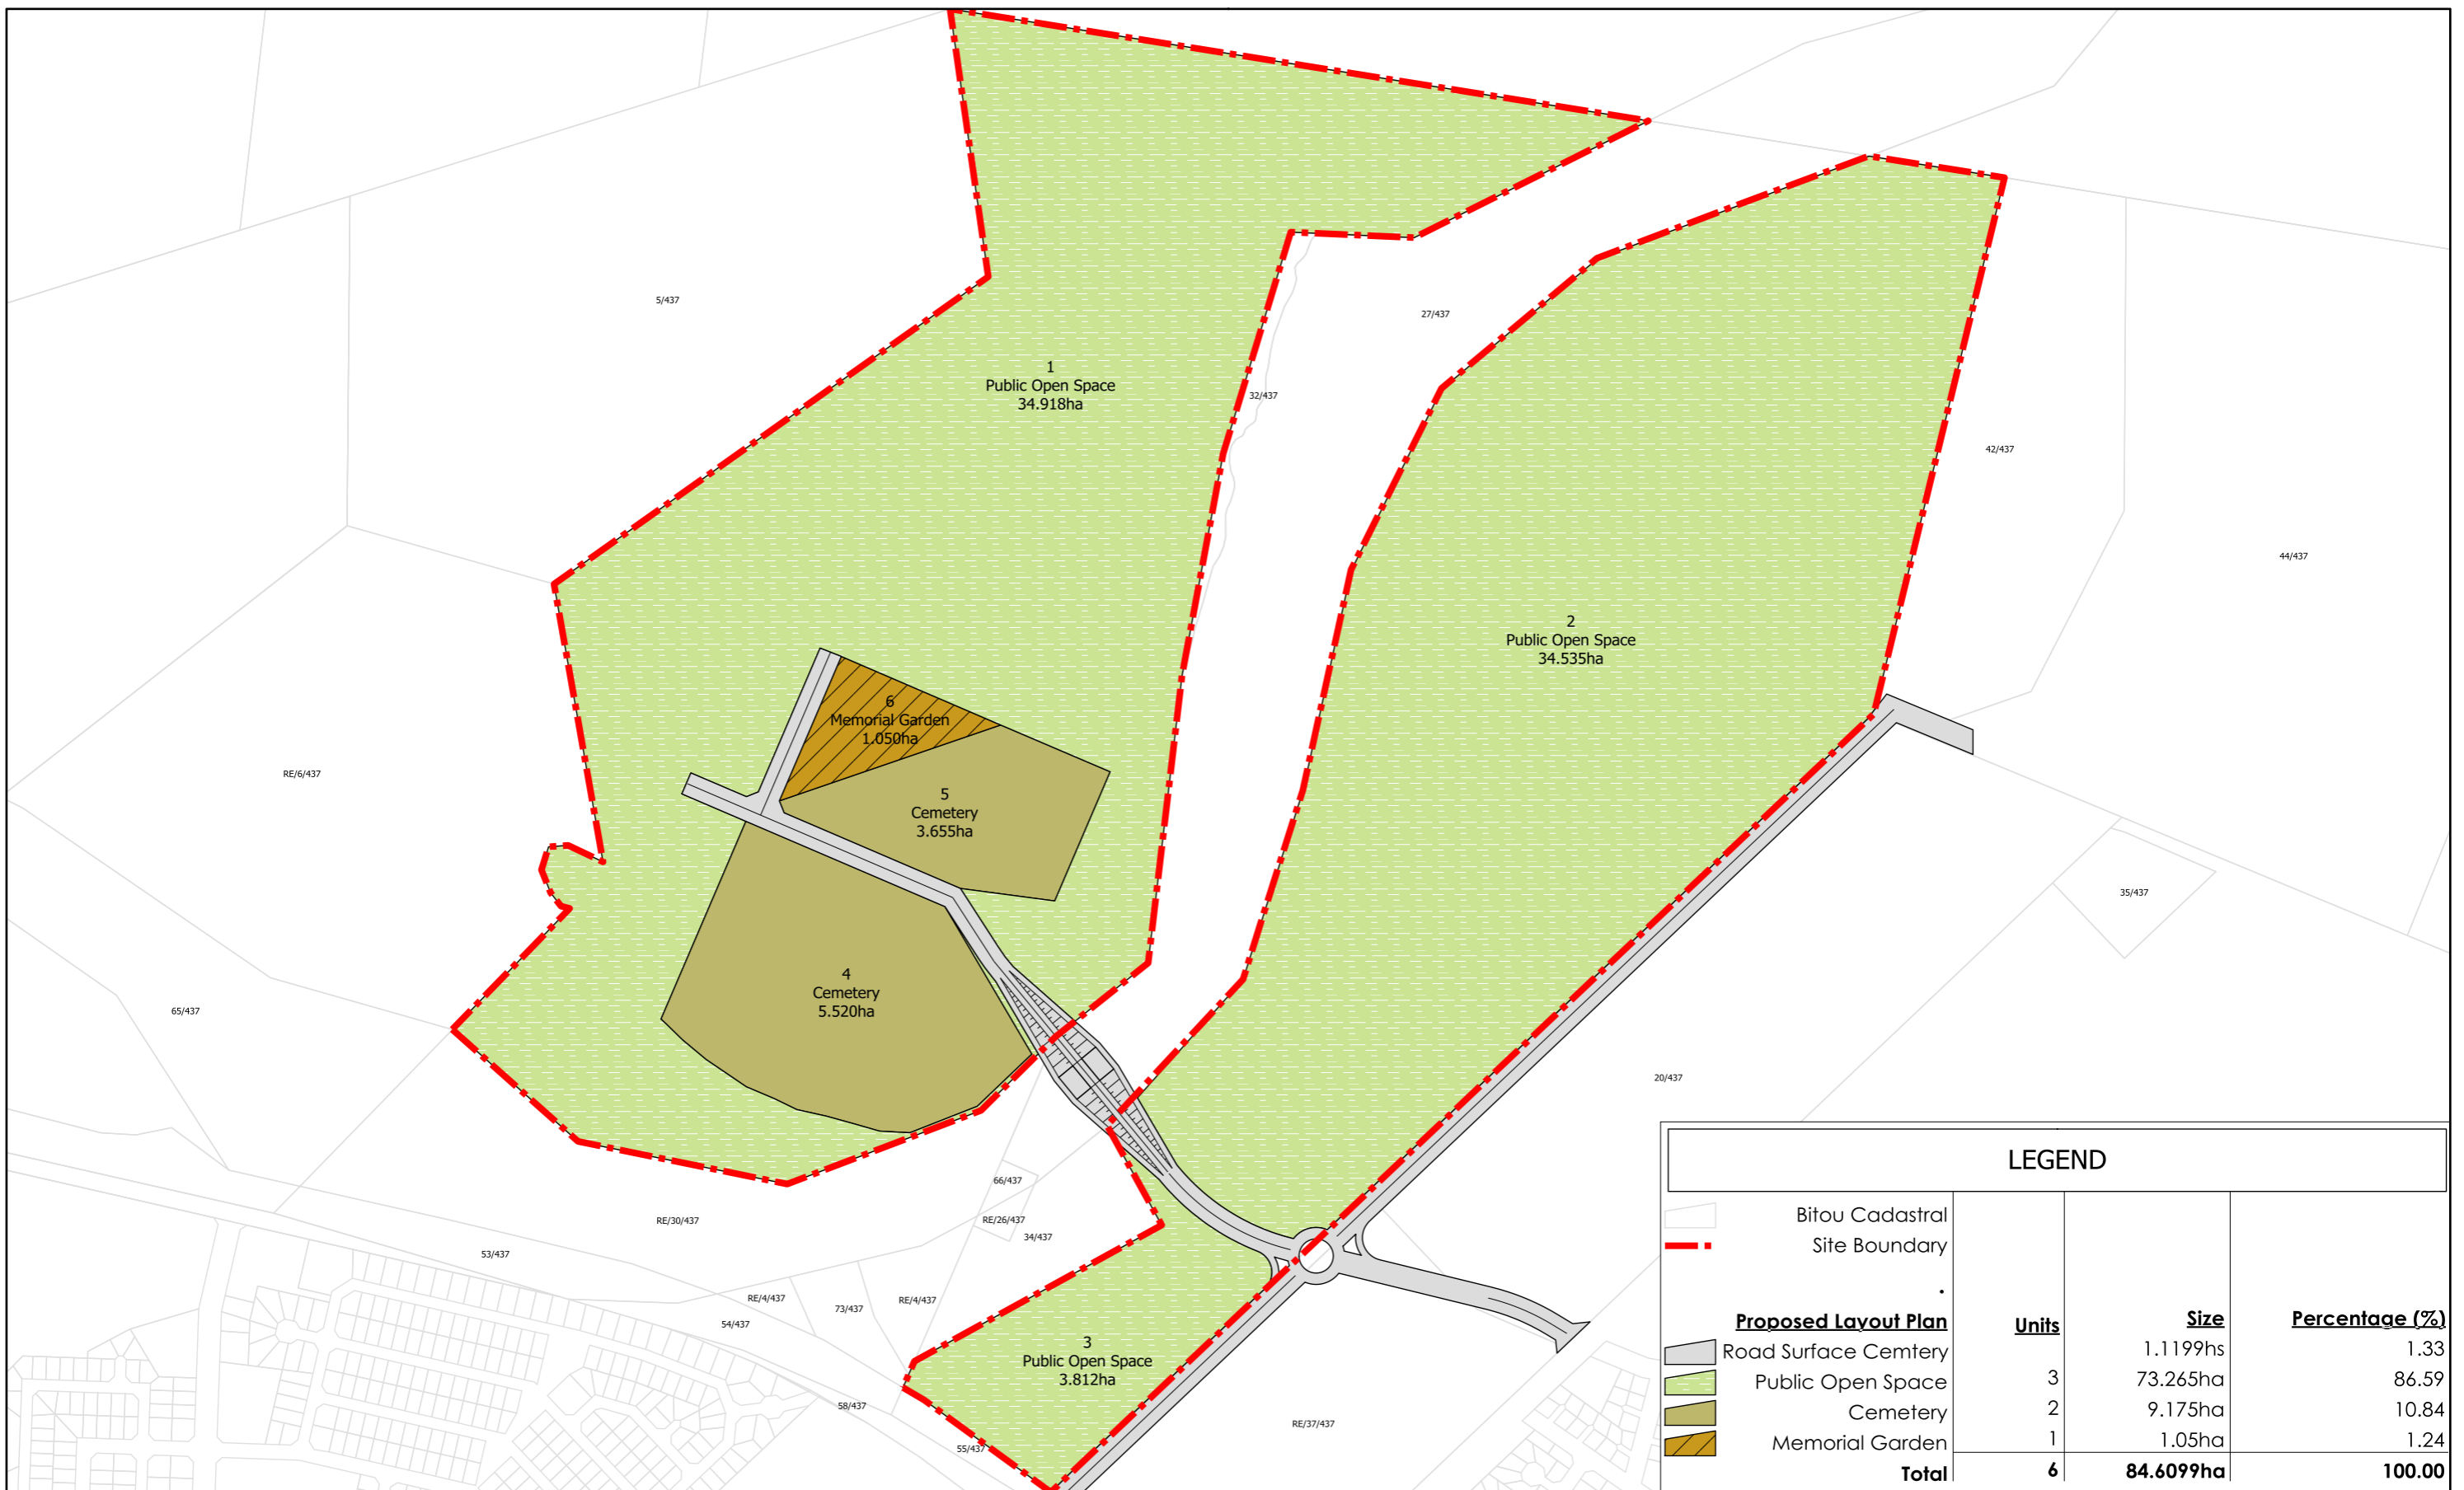 5/437
1
Public Open Space
34.918ha
27/437
32/437
42/437
44/437
2
Public Open Space
34.535ha
6
Memorial Garden
1.050ha
RE/6/437
5
Cemetery
3.655ha
35/437
4
Cemetery
5.520ha
65/437
20/437
66/437
RE/30/437
RE/26/437
34/437
53/437
RE/4/437
73/437
RE/4/437
54/437
3
Public Open Space
3.812ha
58/437
55/437
RE/37/437
LEGEND
Bitou Cadastral
Site Boundary
.
Proposed Layout Plan Units Size Percentage (%)
Road Surface Cemtery 1.1199hs 1.33
Public Open Space 3 73.265ha 86.59
Cemetery 2 9.175ha 10.84
Memorial Garden 1 1.05ha 1.24
Total 6 84.6099ha 100.00